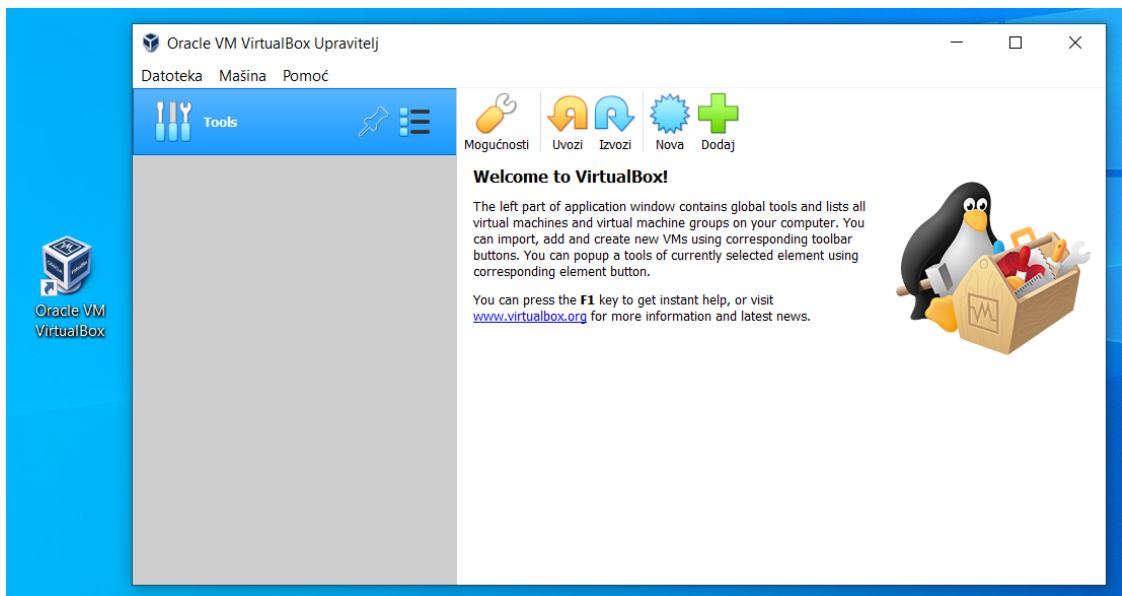 Oracle VM VirtualBox Upravitelj
Datoteka Mašina Pomoć
Tools
Mogućnosti Uvozi Izvozi Nova Dodaj
Welcome to VirtualBox!
The left part of application window contains global tools and lists all
virtual machines and virtual machine groups on your computer. You
can import, add and create new VMs using corresponding toolbar
buttons. You can popup a tools of currently selected element using
corresponding element button.
You can press the F1 key to get instant help, or visit
www.virtualbox.org for more information and latest news.
Oracle VM
VirtualBox